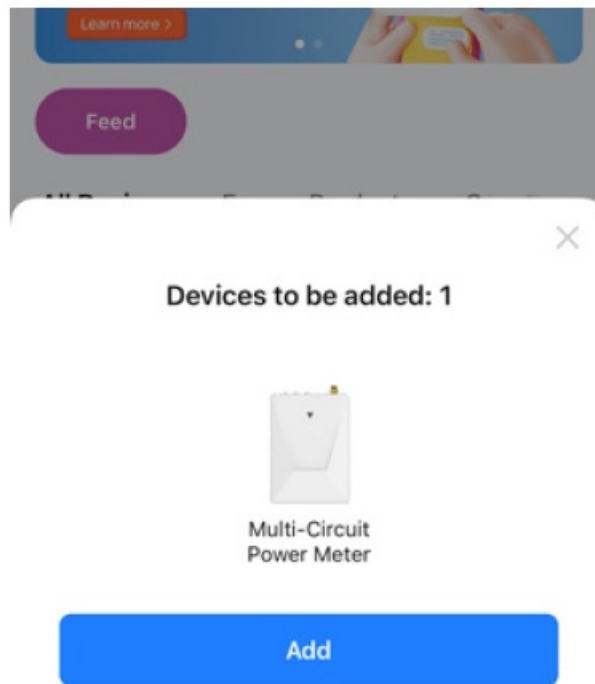 Learn more >
Feed
Devices to be added: 1
Multi-Circuit
Power Meter
Add